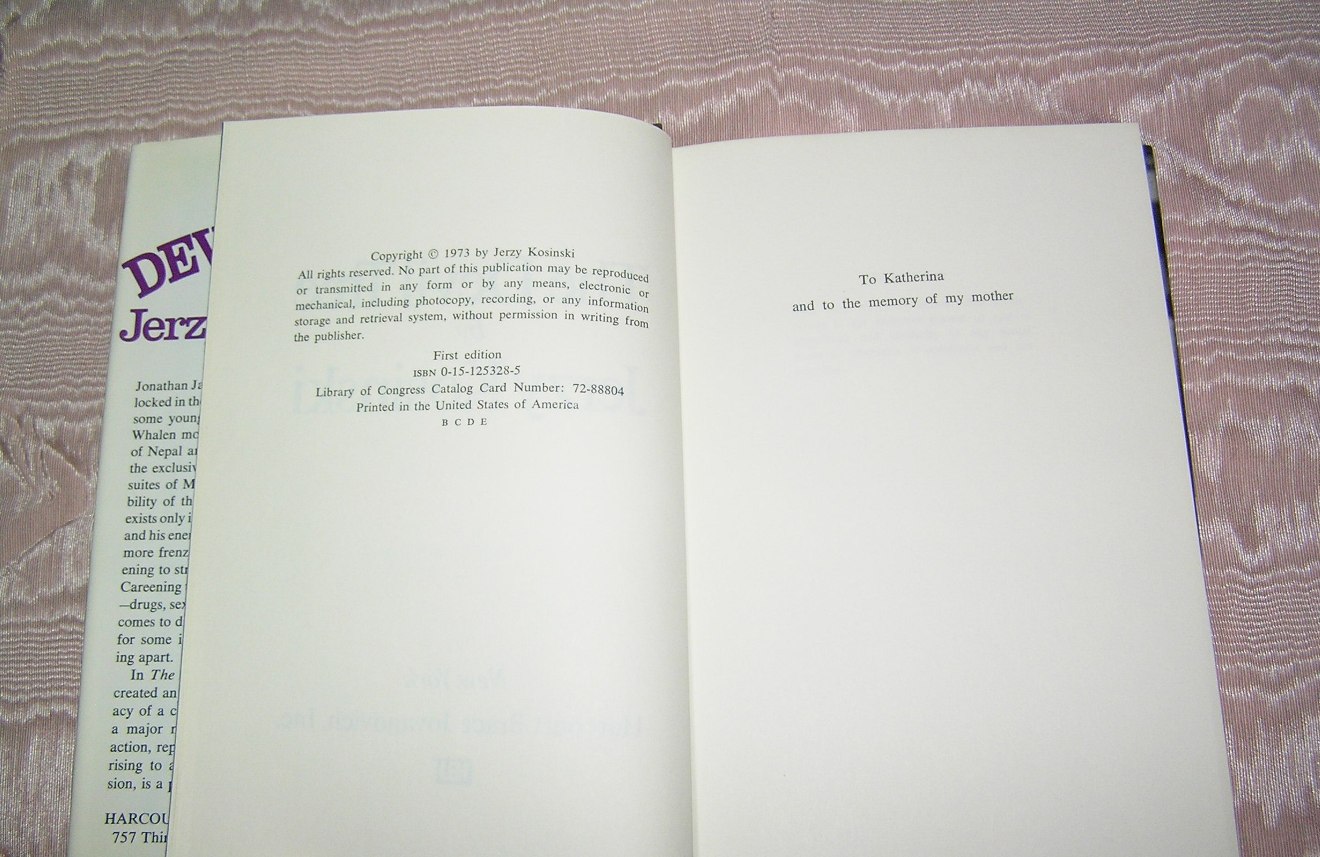 DEV
Jerz
Jonathan Ja
locked in the
some young
Whalen mo
of Nepal an
the exclusiv
suites of M
bility of th
exists only i
and his ener
more frenz
ening to str
Careening
—drugs, sex
comes to d
for some i
ing apart.
In The
created an
acy of a c
a major
action, rep
rising to a
sion, is a
HARCOU
757 Thir
Copyright © 1973 by Jerzy Kosinski
All rights reserved. No part of this publication may be reproduced
or transmitted in any form or by any means, electronic or
mechanical, including photocopy, recording, or any information
storage and retrieval system, without permission in writing from
the publisher.
First edition
ISBN 0-15-125328-5
Library of Congress Catalog Card Number: 72-88804
Printed in the United States of America
B C D E
To Katherina
and to the memory of my mother